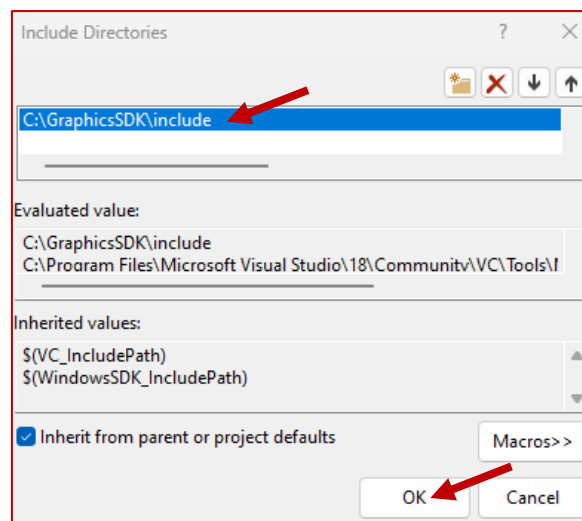 Include Directories
C:\GraphicsSDK\include
Evaluated value:
C:\GraphicsSDK\include
C:\Program Files\Microsoft Visual Studio\18\Community\VC\Tools\
Inherited values:
$(VC_IncludePath)
$(WindowsSDK_IncludePath)
Inherit from parent or project defaults
Macros>>
OK
Cancel